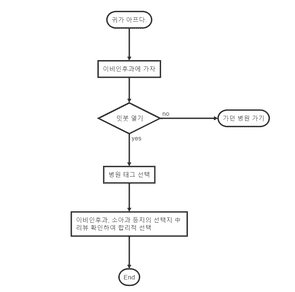 귀가 아프다
이비인후과에 가자
맛봇 열기
no
가던 병원 가기
yes
병원 태그 선택
이비인후과, 소아과 등지의 선택지 中
리뷰 확인하여 합리적 선택
End